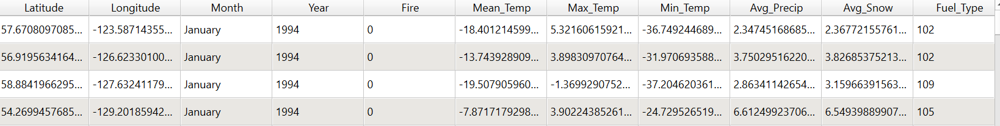 Latitude Longitude Month Year Fire Mean_Temp Max_Temp Min_Temp Avg_Precip Avg_Snow Fuel_Type
57.6708097085... -123.58714355... January 1994 0 -18.401214599... 5.32160615921... -36.749244689... 2.34745168685... 2.36772155761... 102
56.9195634164... -126.62330100... January 1994 0 -13.743928909... 3.89830970764... -31.970693588... 3.75029516220... 3.82685375213... 102
58.8841966295... -127.63241179... January 1994 0 -19.507905960... -1.3699290752... -37.204620361... 2.86341142654... 3.15966391563... 109
54.2699457685... -129.20185942... January 1994 0 -7.8717179298... 3.90224385261... -24.729526519... 6.61249923706... 6.54939889907... 105